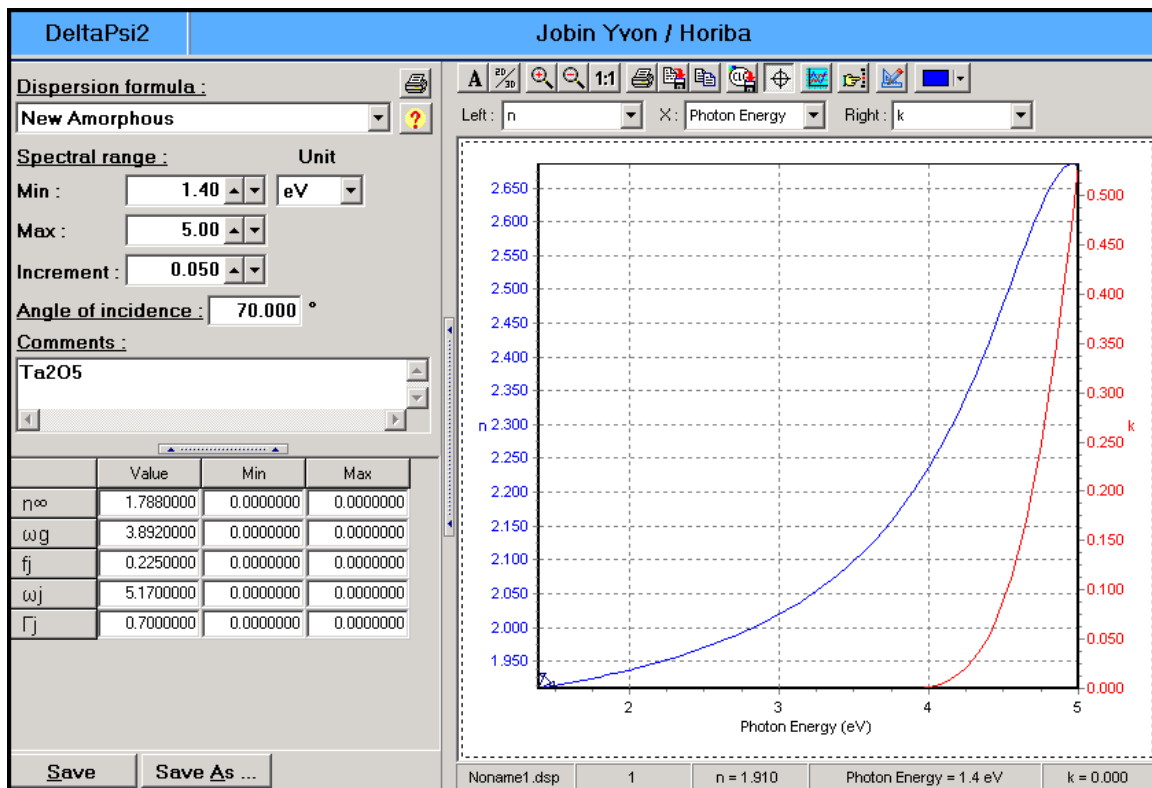 DeltaPsi2
Jobin Yvon / Horiba
Dispersion formula :
New Amorphous
?
Spectral range :
Unit
Min :
1.40
eV
Max :
5.00
Increment :
0.050
Angle of incidence :
70.000 °
Comments :
Ta2O5
Value Min Max
n∞ 1.7880000 0.0000000 0.0000000
ωg 3.8920000 0.0000000 0.0000000
fj 0.2250000 0.0000000 0.0000000
ωj 5.1700000 0.0000000 0.0000000
Γj 0.7000000 0.0000000 0.0000000
Save
Save As ...
A 2D/3D 1:1
Left : n
X : Photon Energy
Right : k
2.650
2.600
2.550
2.500
2.450
2.400
2.350
n 2.300
2.250
2.200
2.150
2.100
2.050
2.000
1.950
0.500
0.450
0.400
0.350
0.300
0.250
k
0.200
0.150
0.100
0.050
0.000
2 3 4 5
Photon Energy (eV)
Noname1.dsp
1
n = 1.910
Photon Energy = 1.4 eV
k = 0.000